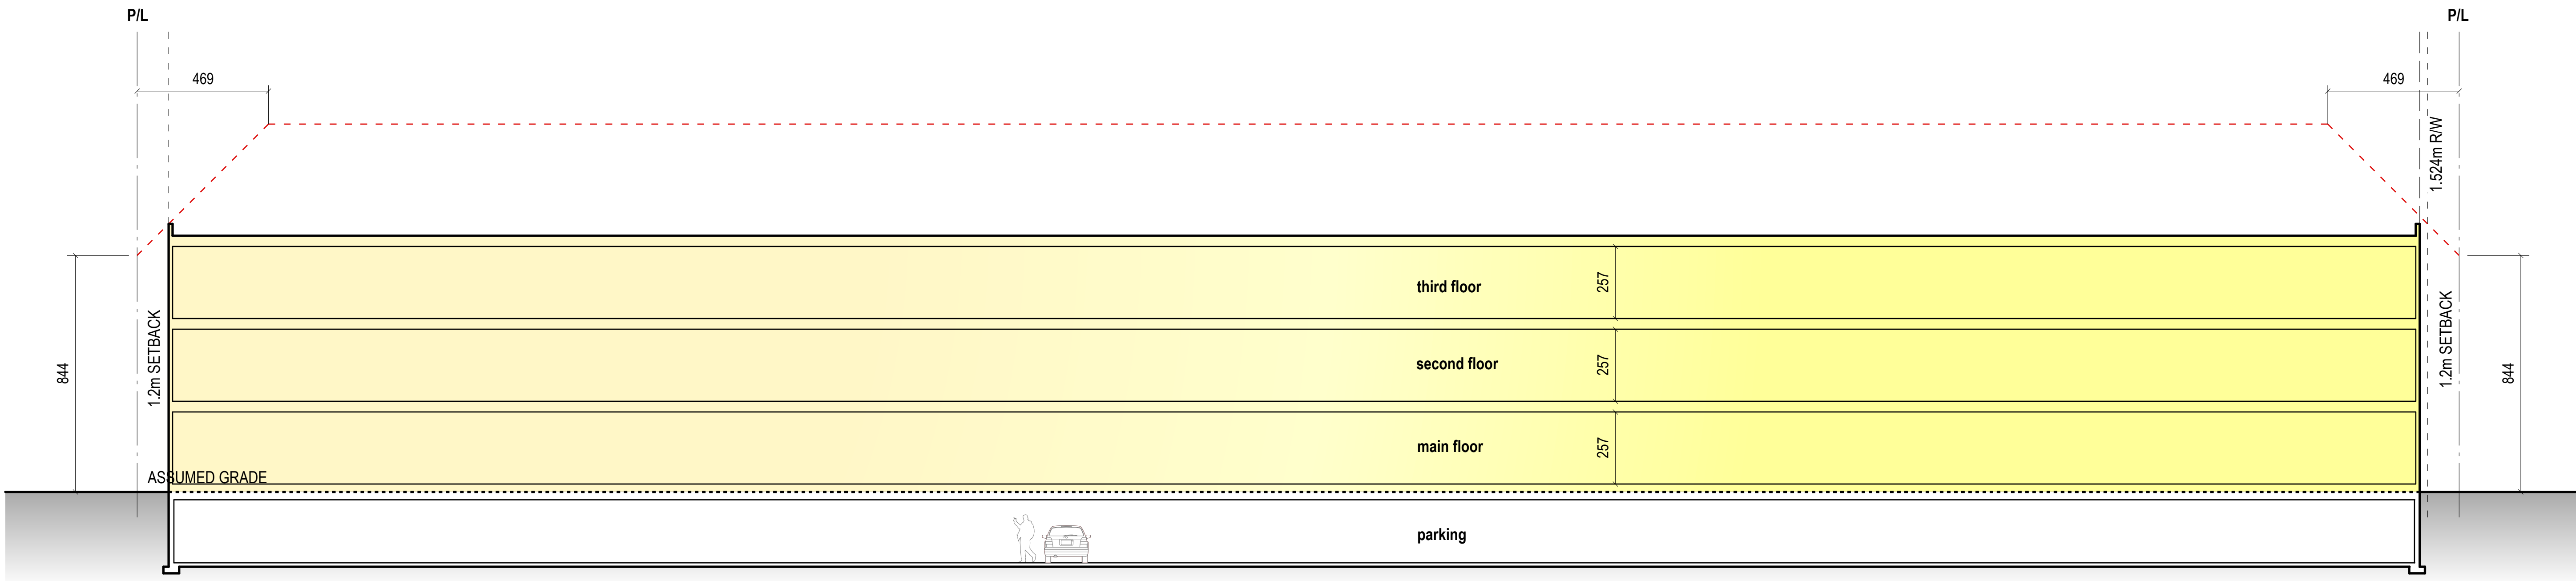 P/L
P/L
469
469
1.524m R/W
third floor
257
1.2m SETBACK
1.2m SETBACK
844
844
second floor
257
main floor
257
ASSUMED GRADE
parking